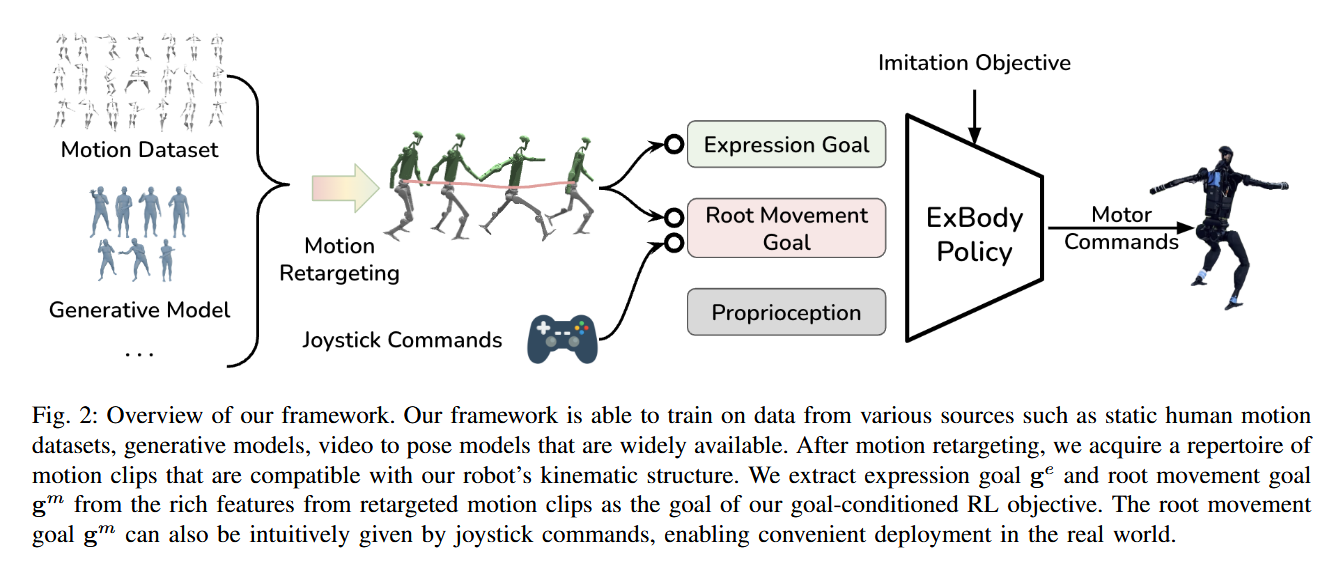 Imitation Objective
Motion Dataset
Generative Model
. . .
Motion
Retargeting
Joystick Commands
Expression Goal
Root Movement
Goal
Proprioception
ExBody
Policy
Motor
Commands
Fig. 2: Overview of our framework. Our framework is able to train on data from various sources such as static human motion
datasets, generative models, video to pose models that are widely available. After motion retargeting, we acquire a repertoire of
motion clips that are compatible with our robot’s kinematic structure. We extract expression goal gᵉ and root movement goal
gᵐ from the rich features from retargeted motion clips as the goal of our goal-conditioned RL objective. The root movement
goal gᵐ can also be intuitively given by joystick commands, enabling convenient deployment in the real world.